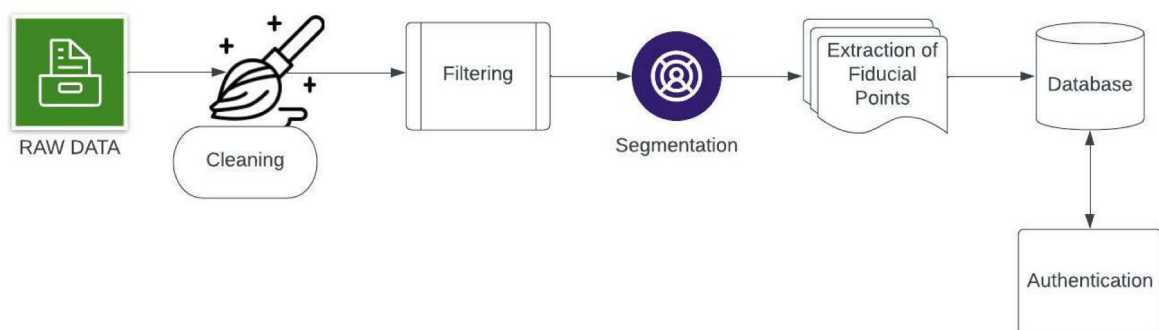 RAW DATA
Cleaning
Filtering
Segmentation
Extraction of
Fiducial
Points
Database
Authentication